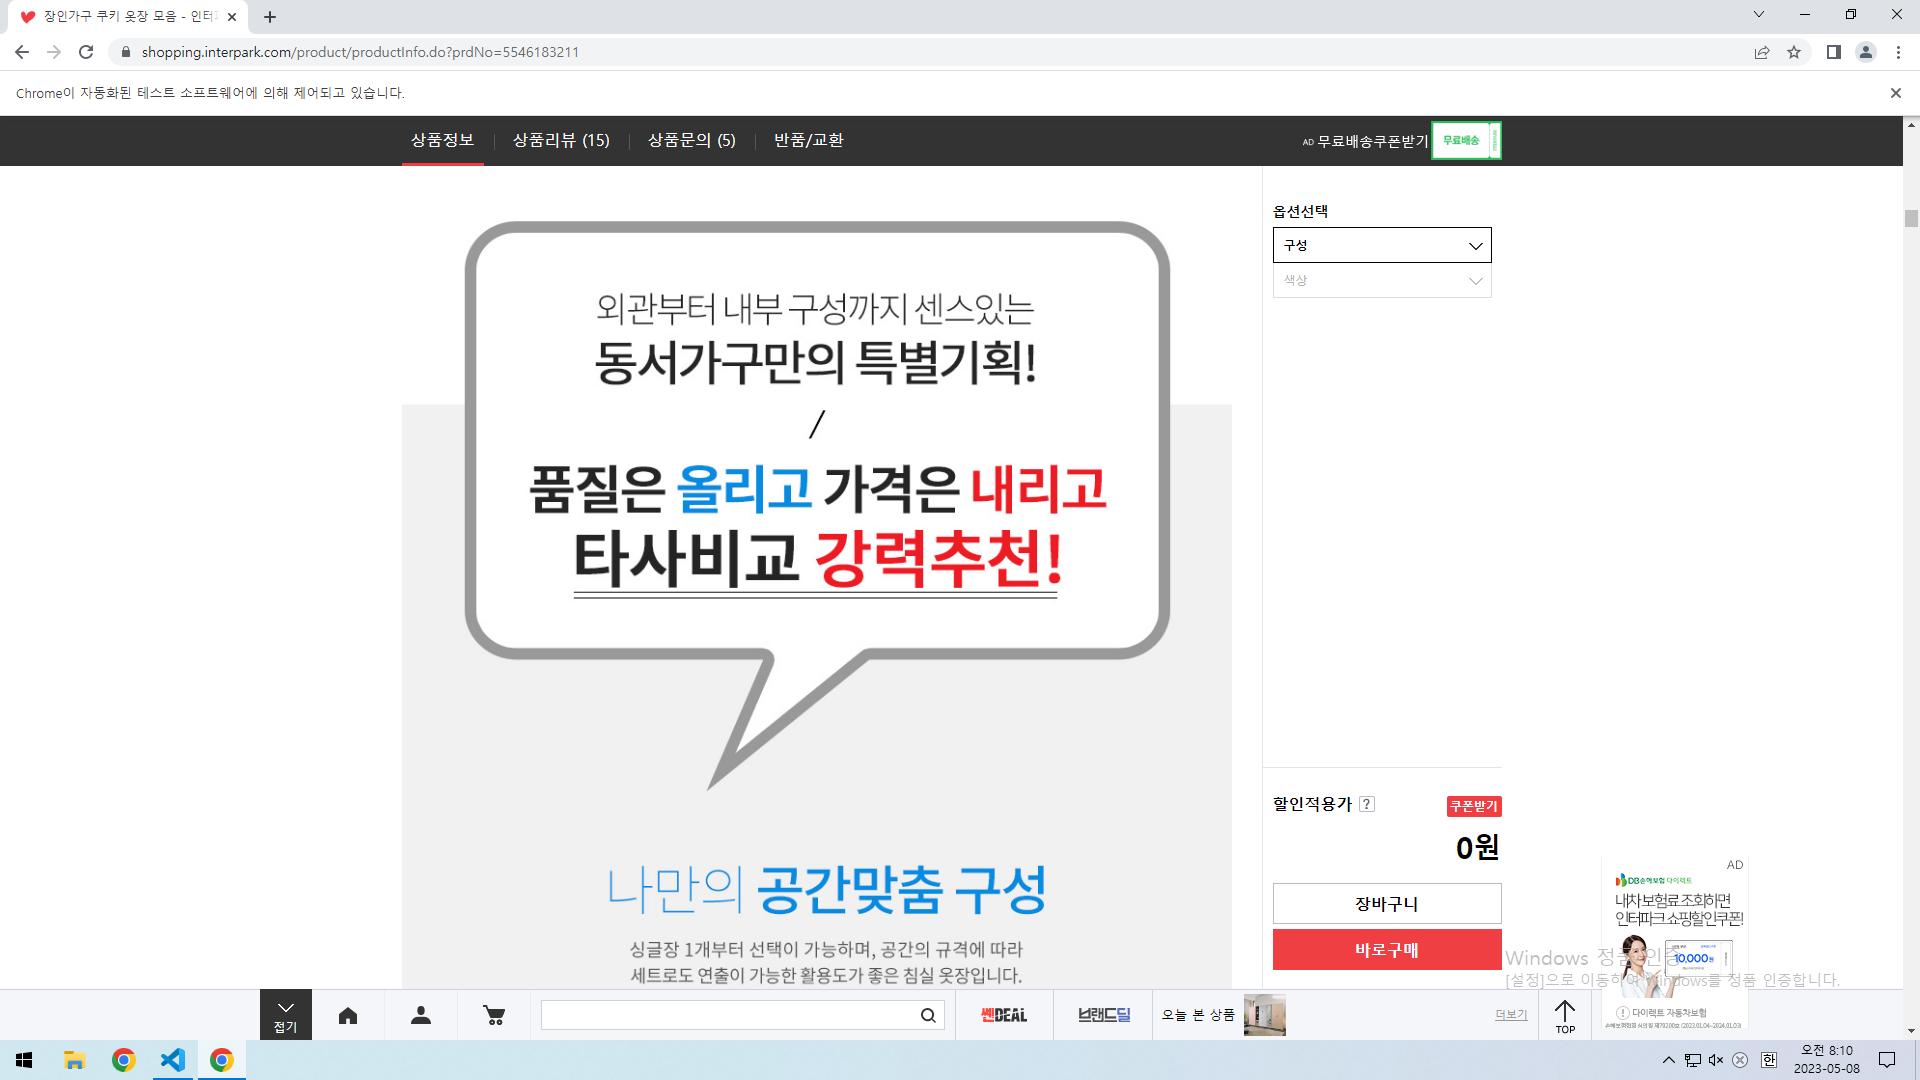 장인가구 쿠키 옷장 모음 - 인터
shopping.interpark.com/product/productInfo.do?prdNo=5546183211
Chrome이 자동화된 테스트 소프트웨어에 의해 제어되고 있습니다.
상품정보
상품리뷰 (15)
상품문의 (5)
반품/교환
AD 무료배송쿠폰받기
무료배송
옵션선택
구성
색상
외관부터 내부 구성까지 센스있는
동서가구만의 특별기획!
/
품질은 올리고 가격은 내리고
타사비교 강력추천!
할인적용가 ?
쿠폰받기
0원
장바구니
바로구매
나만의 공간맞춤 구성
싱글장 1개부터 선택이 가능하며, 공간의 규격에 따라
세트로도 연출이 가능한 활용도가 좋은 침실 옷장입니다.
AD
DB손해보험 다이렉트
내차보험료 조회하면
인터파크 쇼핑할인쿠폰!
10,000원
Windows 정품 인증
[설정]으로 이동하여 Windows를 정품 인증합니다.
다이렉트 자동차보험
접기
쎈DEAL
브랜드딜
오늘 본 상품
더보기
TOP
한
오전 8:10
2023-05-08